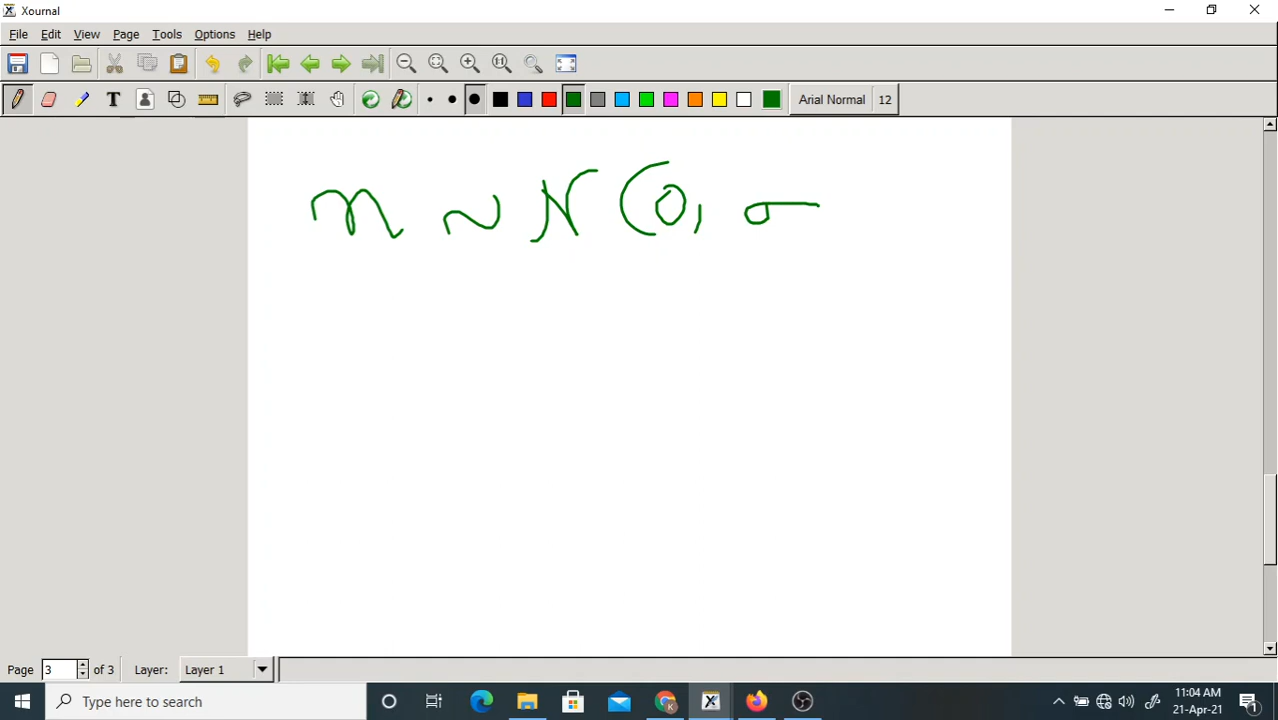 Xournal
File Edit View Page Tools Options Help
T Arial Normal 12
n ~ N (0, σ
Page 3 of 3 Layer: Layer 1
Type here to search
11:04 AM
21-Apr-21
1